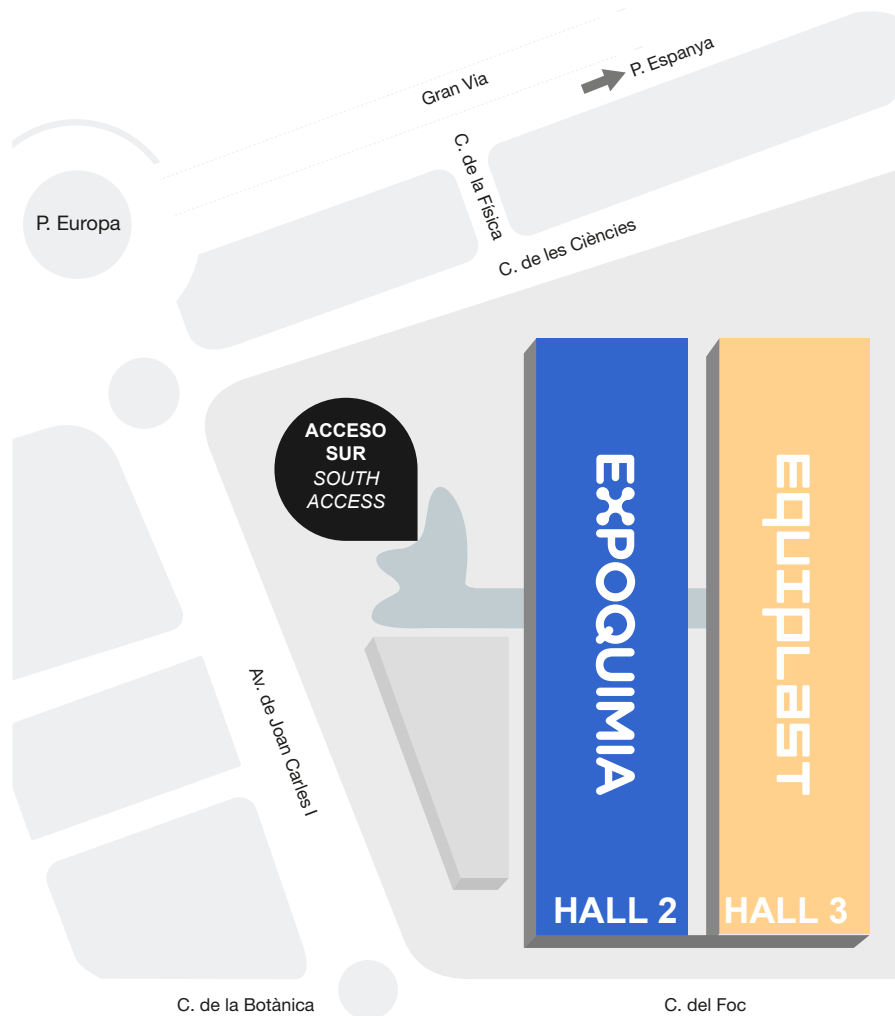 P. Espanya
Gran Via
C. de la Física
P. Europa
C. de les Ciències
ACCESO
SUR
SOUTH
ACCESS
EXPOQUIMIA
EQUIPLAST
Av. de Joan Carles I
HALL 2
HALL 3
C. de la Botànica
C. del Foc